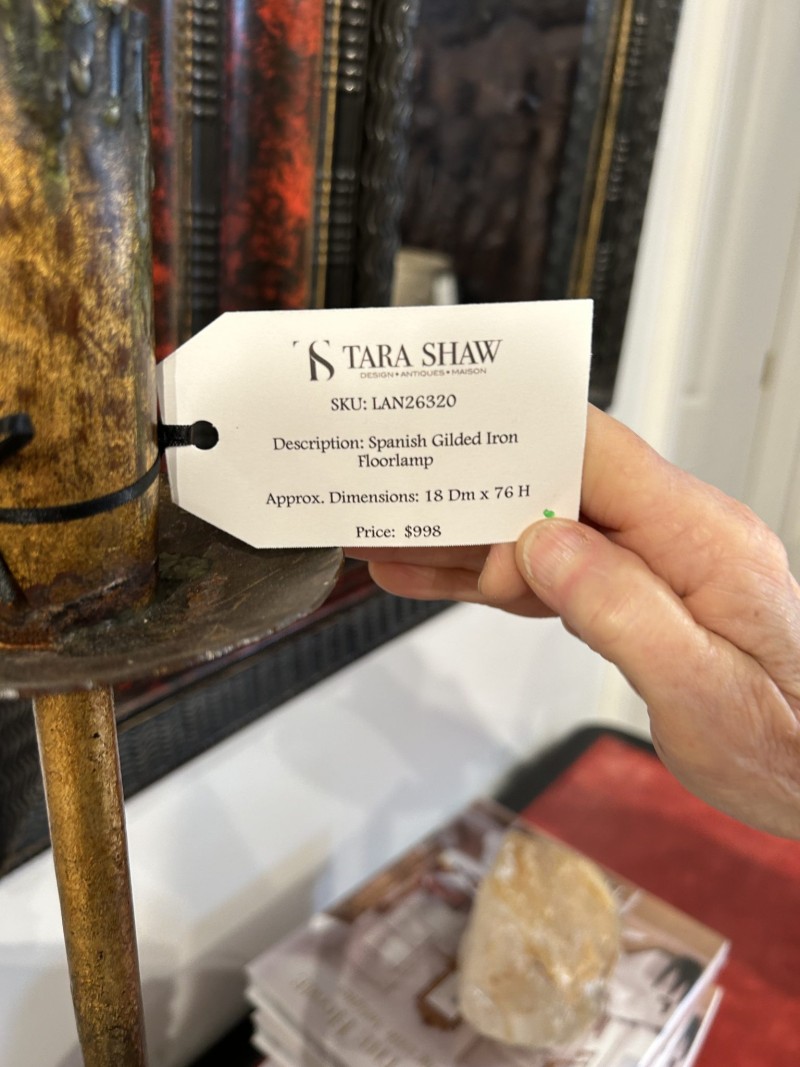 TS TARA SHAW
DESIGN • ANTIQUES • MAISON
SKU: LAN26320
Description: Spanish Gilded Iron
Floorlamp
Approx. Dimensions: 18 Dm x 76 H
Price: $998